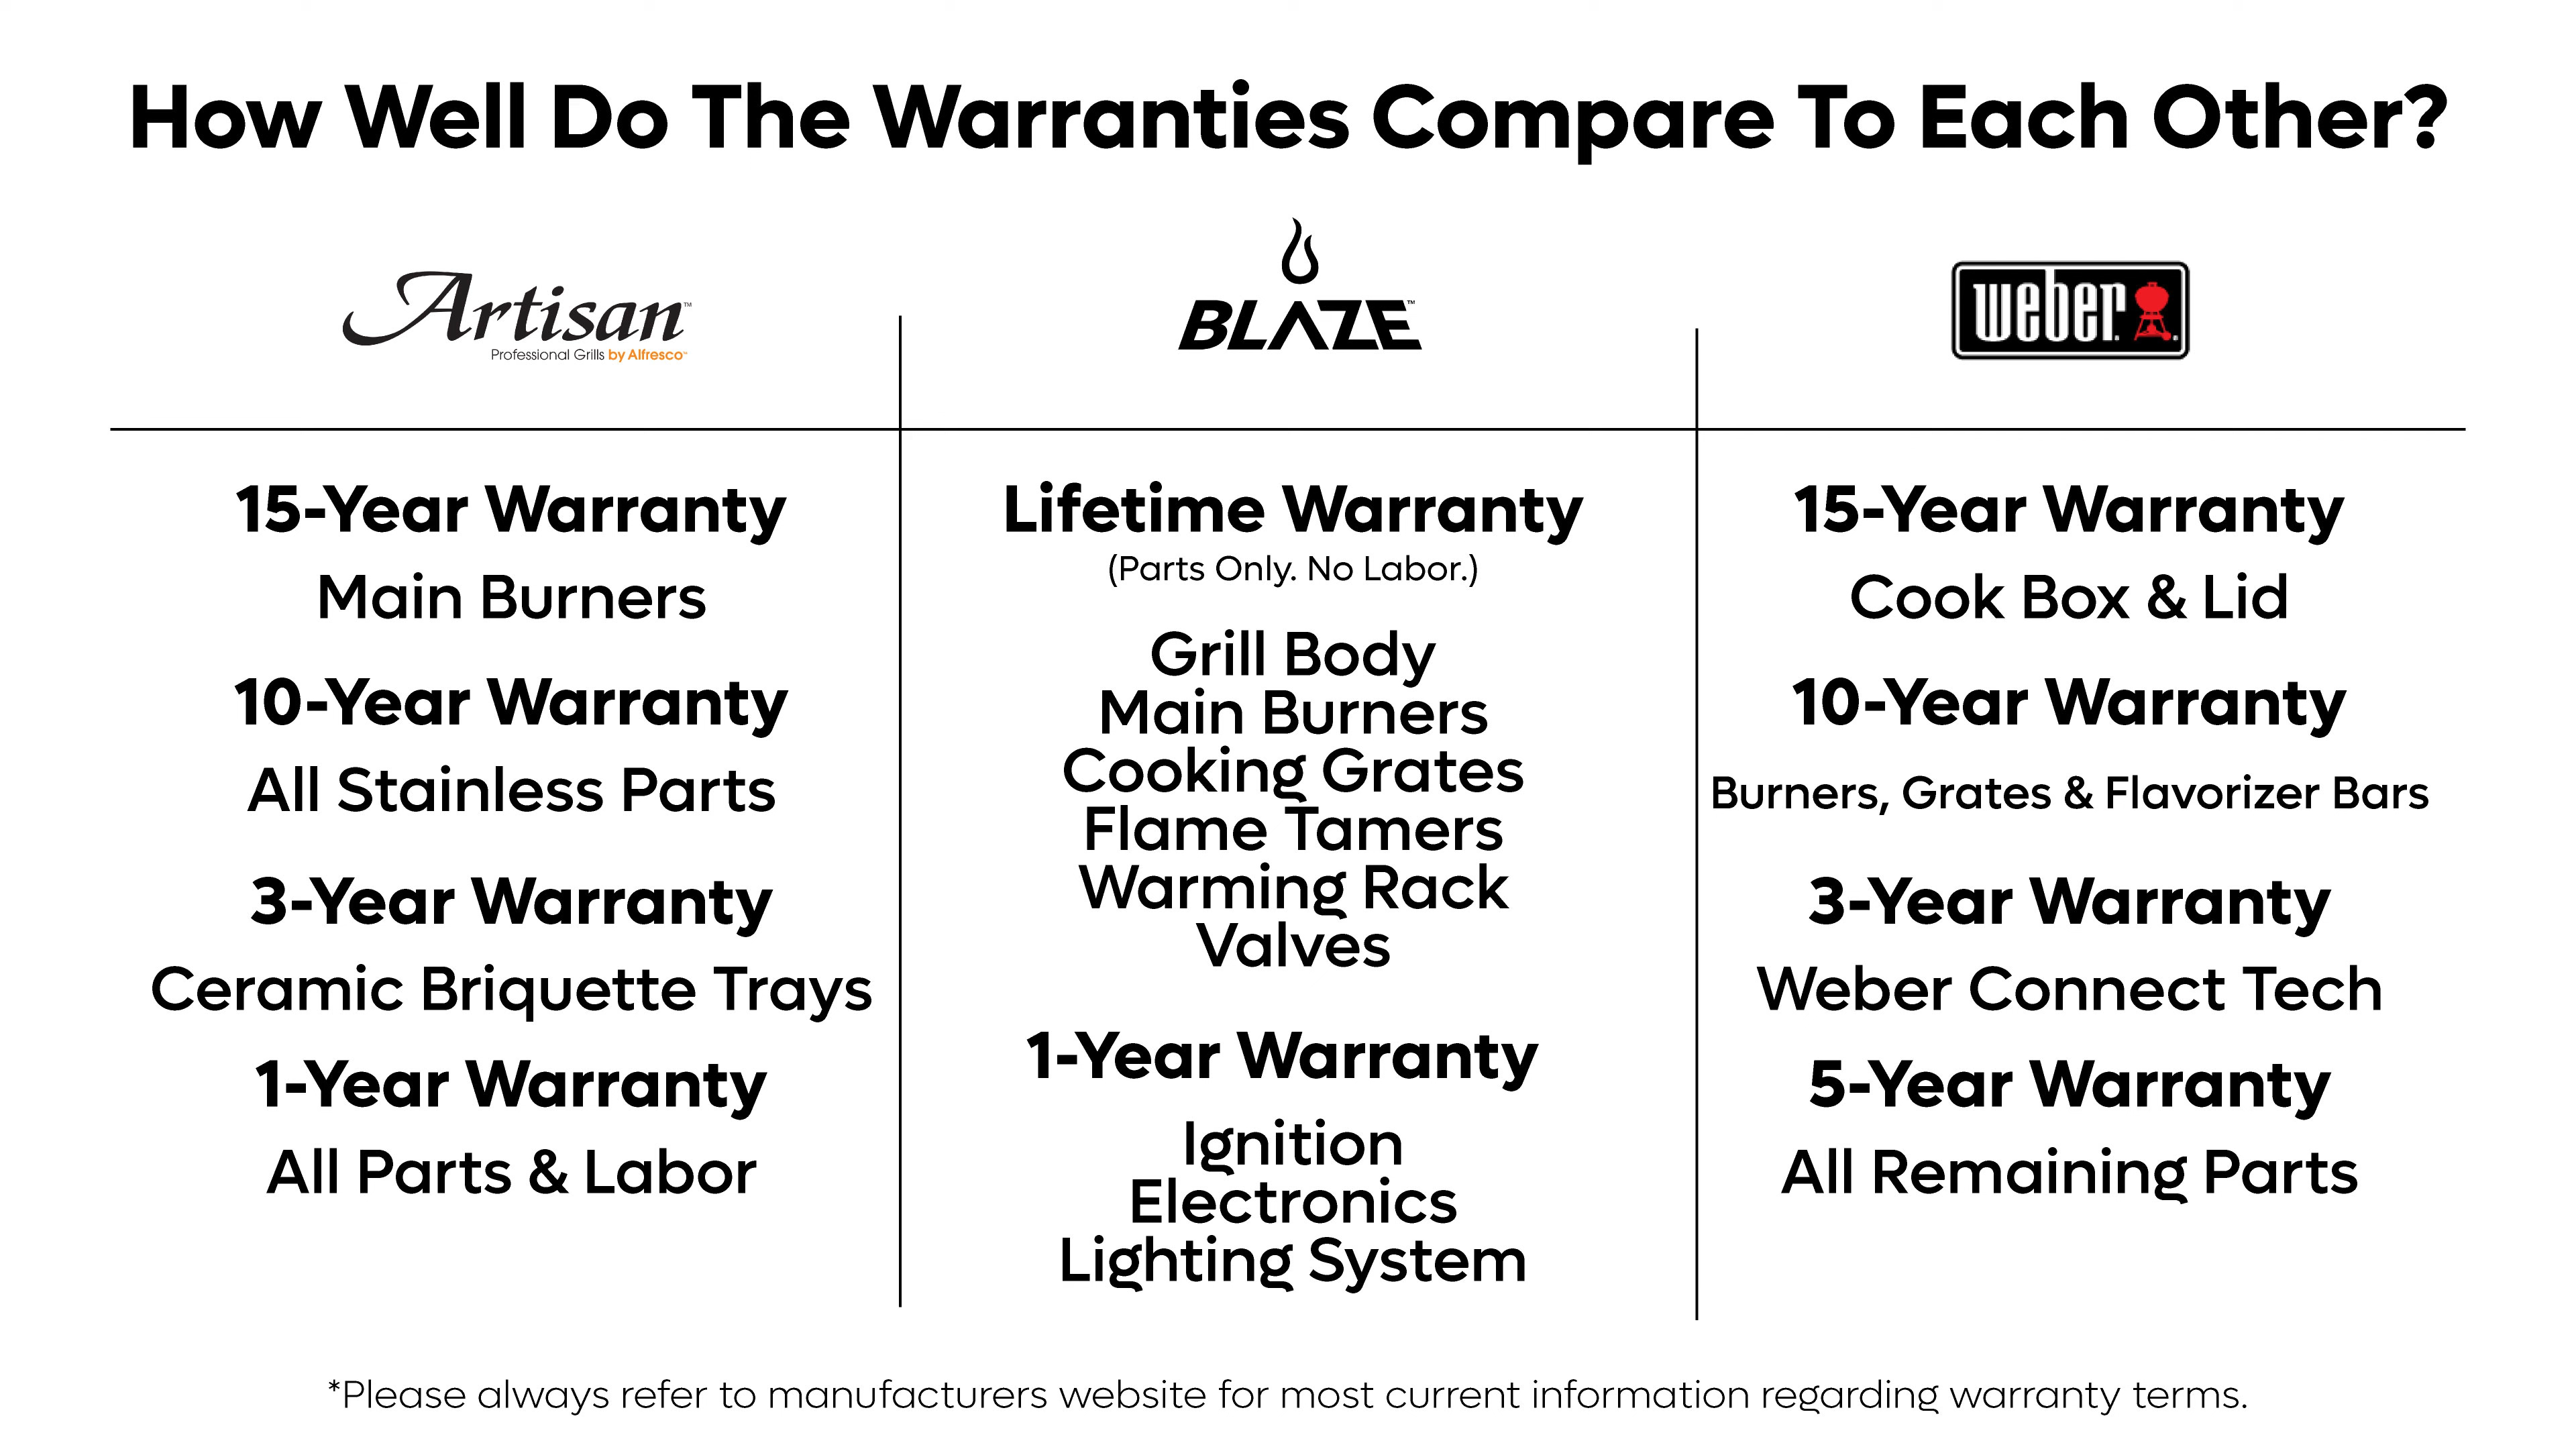 How Well Do The Warranties Compare To Each Other?
Artisan™
Professional Grills by Alfresco™
15-Year Warranty
Main Burners
10-Year Warranty
All Stainless Parts
3-Year Warranty
Ceramic Briquette Trays
1-Year Warranty
All Parts & Labor
BLAZE™
Lifetime Warranty
(Parts Only. No Labor.)
Grill Body
Main Burners
Cooking Grates
Flame Tamers
Warming Rack
Valves
1-Year Warranty
Ignition
Electronics
Lighting System
weber
15-Year Warranty
Cook Box & Lid
10-Year Warranty
Burners, Grates & Flavorizer Bars
3-Year Warranty
Weber Connect Tech
5-Year Warranty
All Remaining Parts
*Please always refer to manufacturers website for most current information regarding warranty terms.